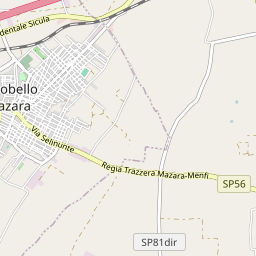 dentale Sicula
obello
azara
Via Selinunte
Regia Trazzera Mazara-Menfi
SP56
SP81dir